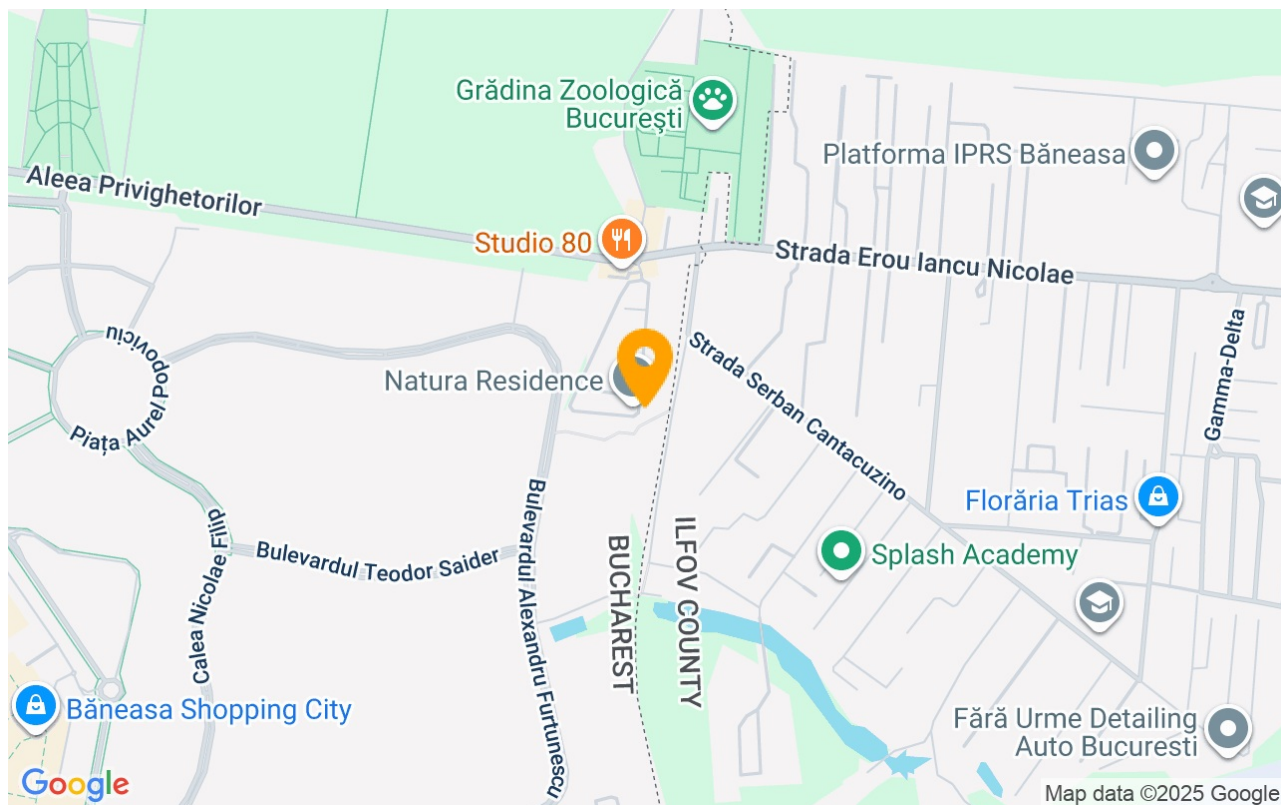 Grădina Zoologică
București
Platforma IPRS Băneasa
Aleea Privighetorilor
Studio 80
Strada Erou Iancu Nicolae
Piața Aurel Popoviciu
Natura Residence
Strada Serban Cantacuzino
Gamma-Delta
Florăria Trias
Calea Nicolae Filip
Bulevardul Teodor Saider
Bulevardul Alexandru Furtunescu
BUCHAREST
ILFOV COUNTY
Splash Academy
Băneasa Shopping City
Fără Urme Detailing
Auto Bucuresti
Google
Map data ©2025 Google